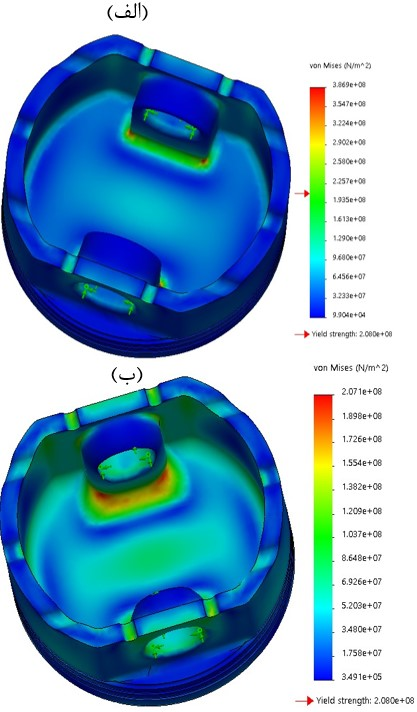 (الف)
von Mises (N/m^2)
3.869e+08
3.547e+08
3.224e+08
2.902e+08
2.580e+08
2.257e+08
1.935e+08
1.613e+08
1.290e+08
9.680e+07
6.456e+07
3.233e+07
9.904e+04
Yield strength: 2.080e+08
(ب)
von Mises (N/m^2)
2.071e+08
1.898e+08
1.726e+08
1.554e+08
1.382e+08
1.209e+08
1.037e+08
8.648e+07
6.926e+07
5.203e+07
3.480e+07
1.758e+07
3.491e+05
Yield strength: 2.080e+08